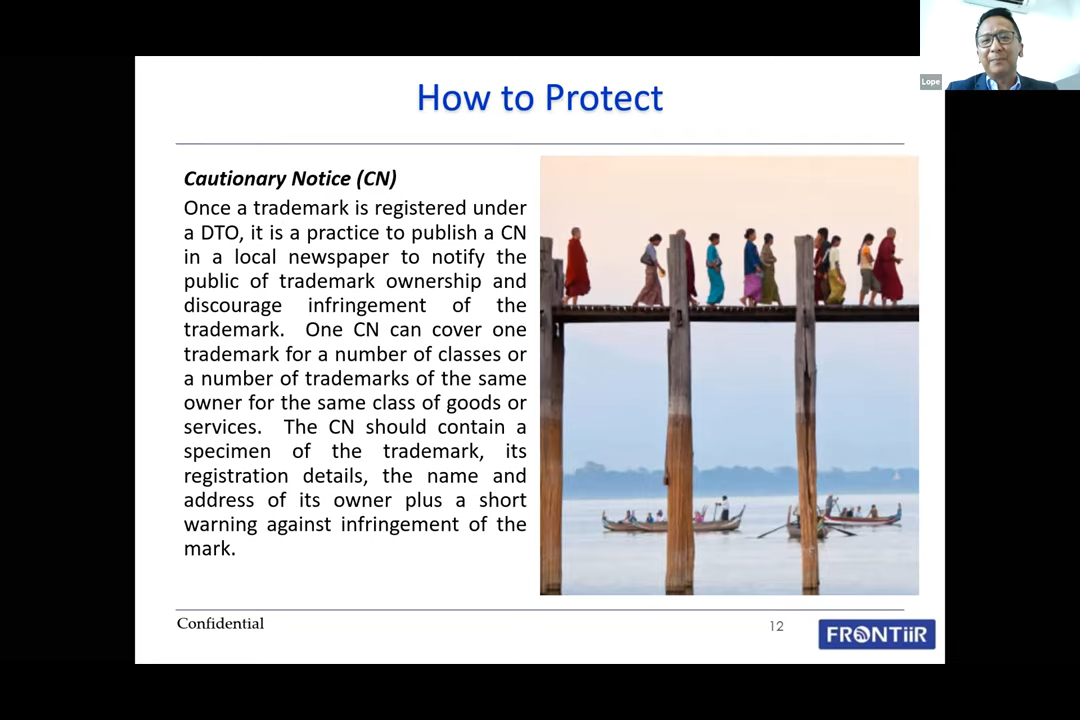 How to Protect
Lope
Cautionary Notice (CN)
Once a trademark is registered under
a DTO, it is a practice to publish a CN
in a local newspaper to notify the
public of trademark ownership and
discourage infringement of the
trademark. One CN can cover one
trademark for a number of classes or
a number of trademarks of the same
owner for the same class of goods or
services. The CN should contain a
specimen of the trademark, its
registration details, the name and
address of its owner plus a short
warning against infringement of the
mark.
Confidential
12
FRONTiiR